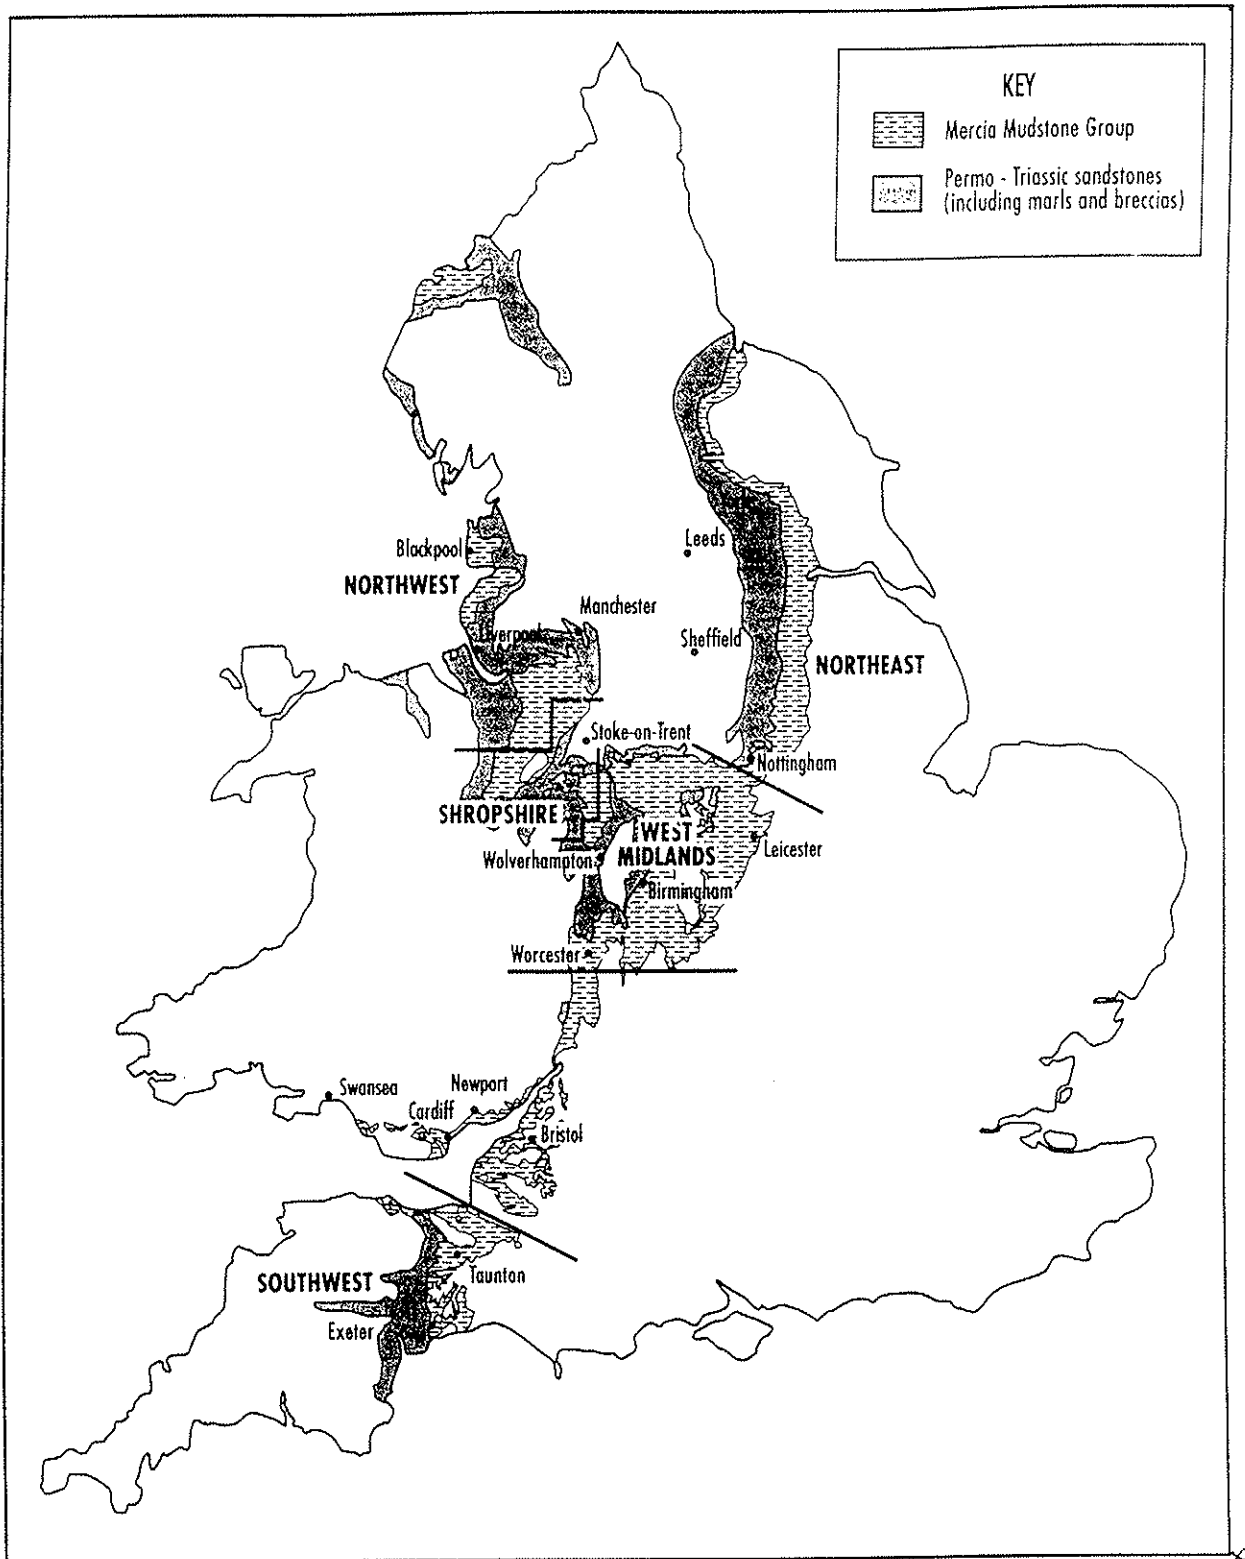 KEY
Mercia Mudstone Group
Permo - Triassic sandstones
(including marls and breccias)
Leeds
Blackpool
NORTHWEST
Manchester
Liverpool
Sheffield
NORTHEAST
Stoke-on-Trent
Nottingham
SHROPSHIRE
WEST
MIDLANDS
Leicester
Wolverhampton
Birmingham
Worcester
Swansea
Newport
Cardiff
Bristol
Taunton
SOUTHWEST
Exeter